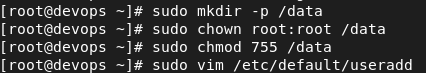 [root@devops ~]# sudo mkdir -p /data
[root@devops ~]# sudo chown root:root /data
[root@devops ~]# sudo chmod 755 /data
[root@devops ~]# sudo vim /etc/default/useradd